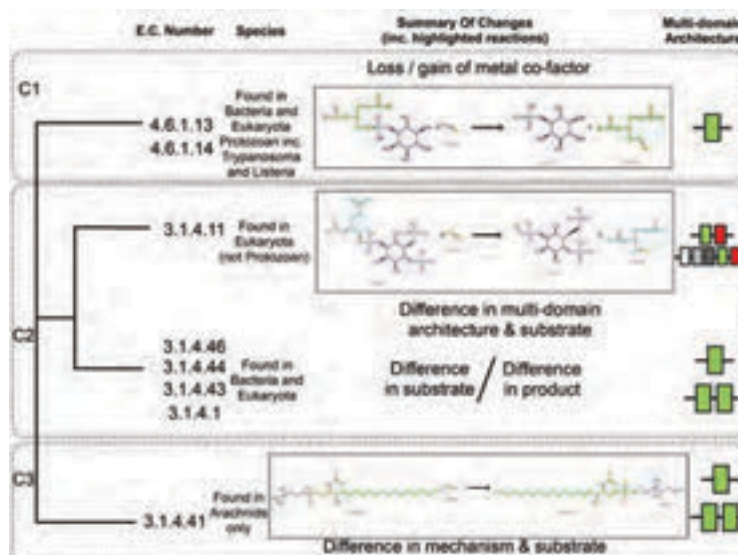 E.C. Number
Species
Summary Of Changes
(inc. highlighted reactions)
Multi-domain
Architecture
C1
Loss / gain of metal co-factor
4.6.1.13
4.6.1.14
Found in
Bacteria and
Eukaryota
Protozoan inc.
Trypanosoma
and Listeria
C2
3.1.4.11
Found in
Eukaryota
(not Protozoan)
Difference in multi-domain
architecture & substrate
3.1.4.46
3.1.4.44
3.1.4.43
3.1.4.1
Found in
Bacteria and
Eukaryota
Difference
in substrate
/
Difference
in product
C3
3.1.4.41
Found in
Arachnids
only
Difference in mechanism & substrate